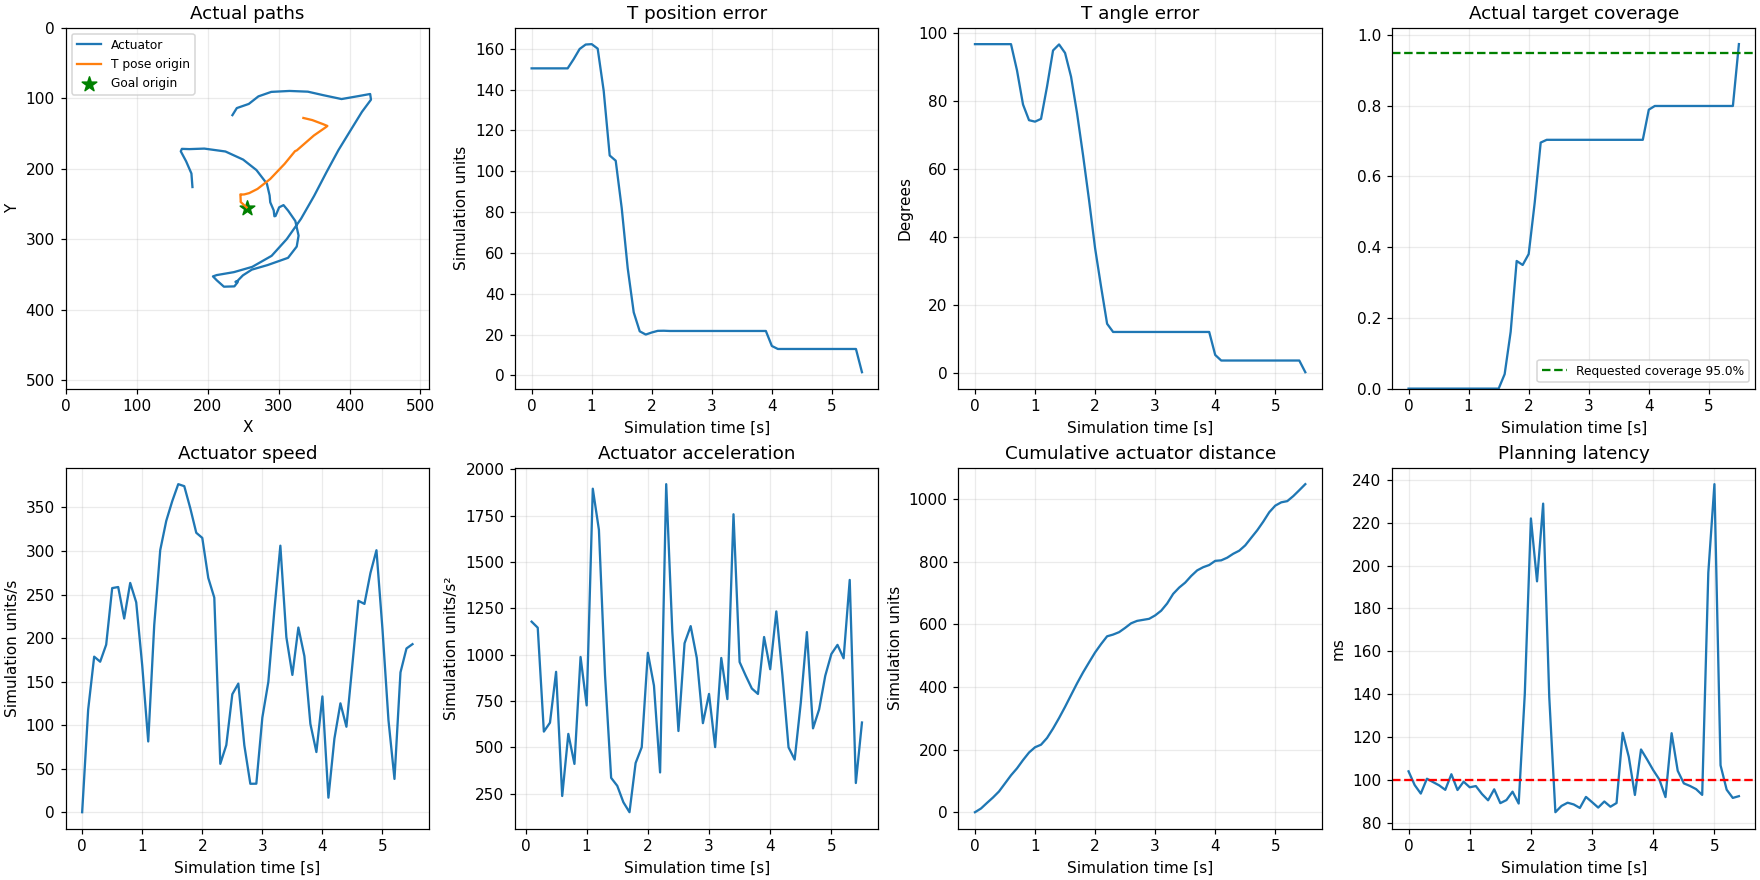 Actual paths
Actuator
T pose origin
Goal origin
0
100
200
300
400
500
Y
0 100 200 300 400 500
X
T position error
160
140
120
100
80
60
40
20
0
Simulation units
0 1 2 3 4 5
Simulation time [s]
T angle error
100
80
60
40
20
0
Degrees
0 1 2 3 4 5
Simulation time [s]
Actual target coverage
1.0
0.8
0.6
0.4
0.2
0.0
Requested coverage 95.0%
0 1 2 3 4 5
Simulation time [s]
Actuator speed
350
300
250
200
150
100
50
0
Simulation units/s
0 1 2 3 4 5
Simulation time [s]
Actuator acceleration
2000
1750
1500
1250
1000
750
500
250
Simulation units/s²
0 1 2 3 4 5
Simulation time [s]
Cumulative actuator distance
1000
800
600
400
200
0
Simulation units
0 1 2 3 4 5
Simulation time [s]
Planning latency
240
220
200
180
160
140
120
100
80
ms
0 1 2 3 4 5
Simulation time [s]